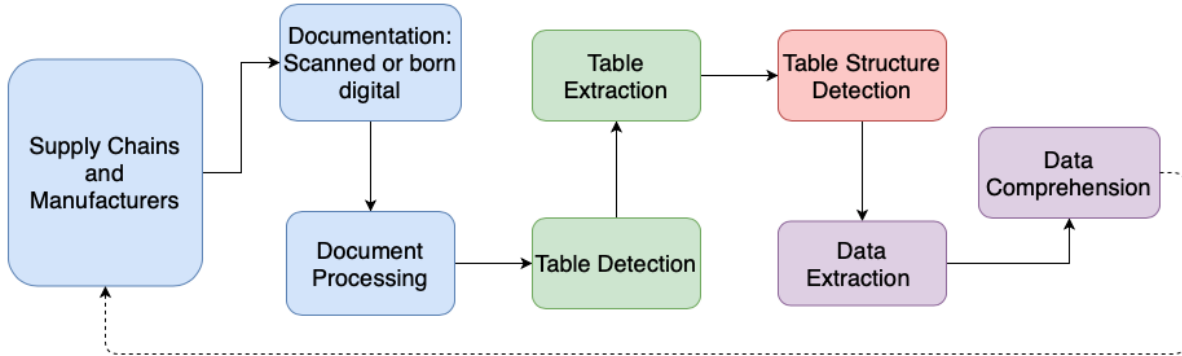 Supply Chains
and
Manufacturers
Documentation:
Scanned or born
digital
Document
Processing
Table Detection
Table
Extraction
Table Structure
Detection
Data
Extraction
Data
Comprehension